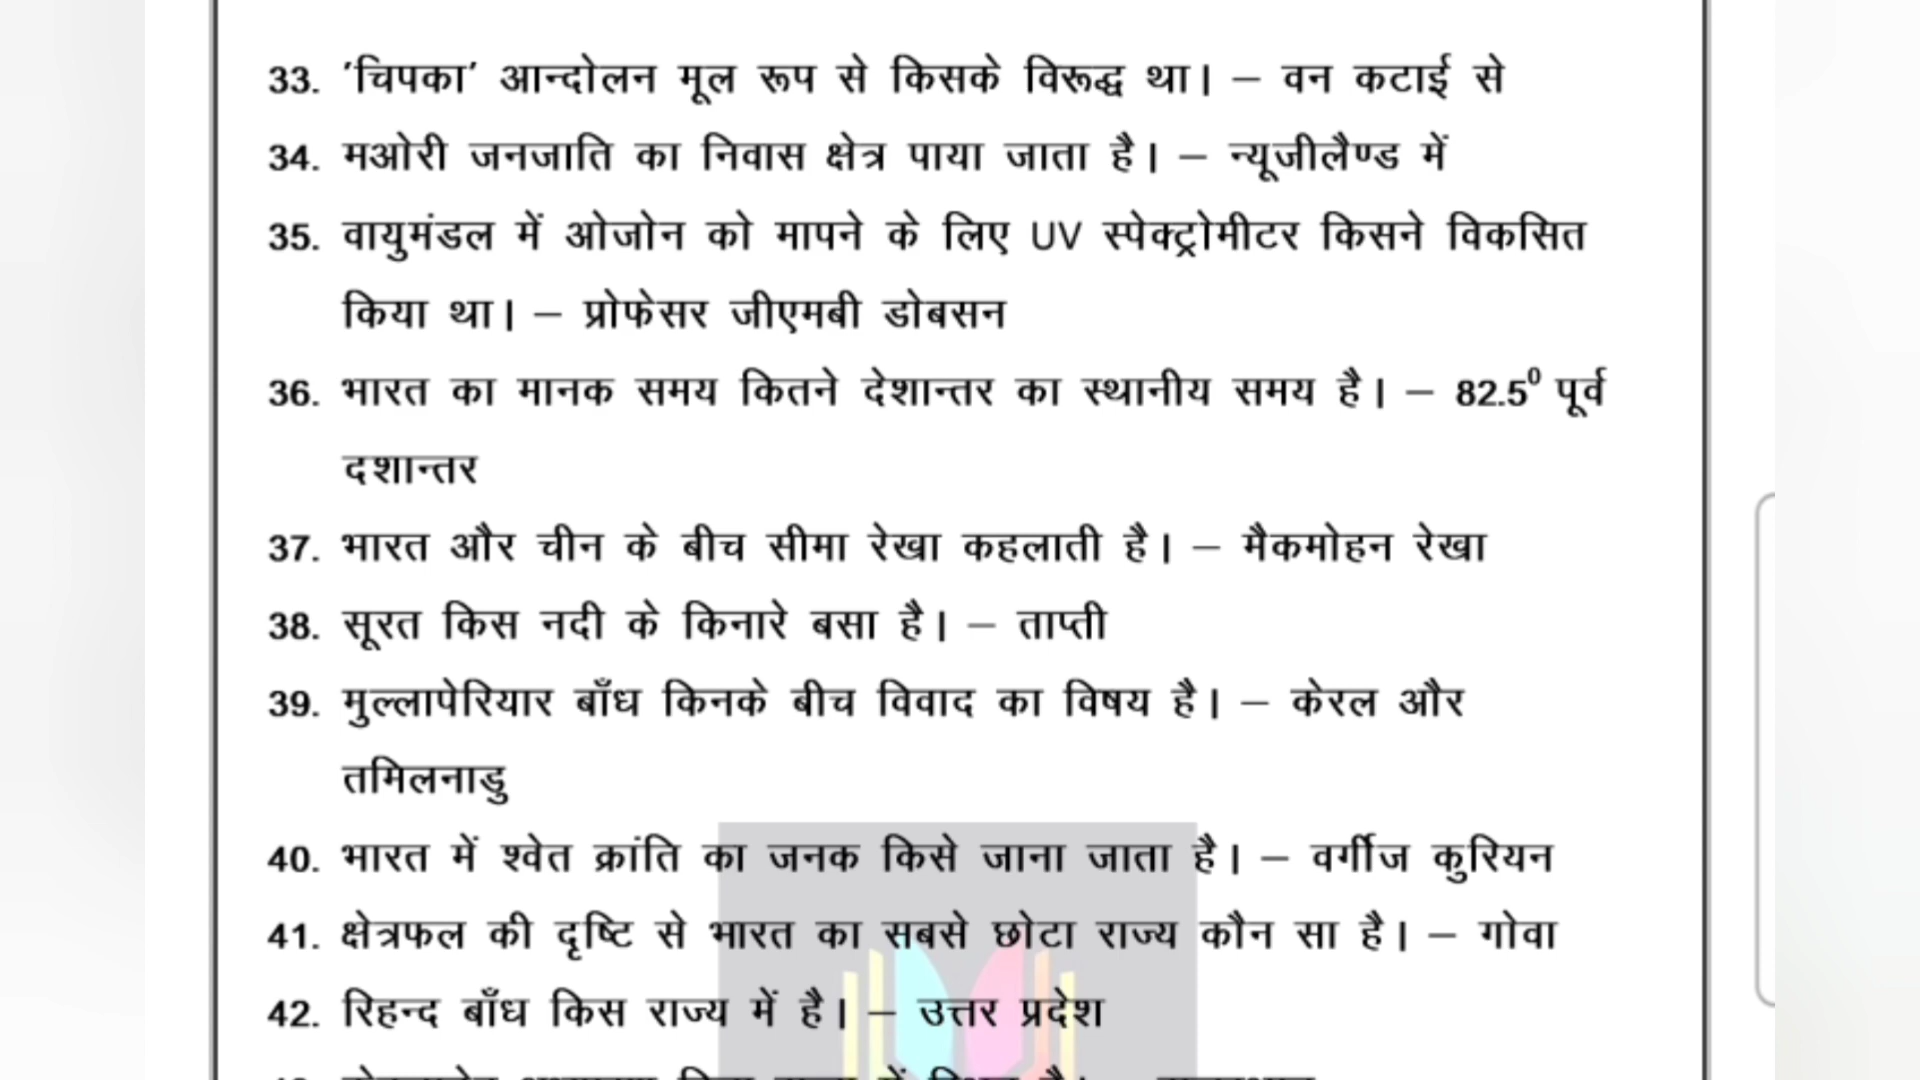 33. 'चिपका' आन्दोलन मूल रूप से किसके विरूद्ध था। – वन कटाई से
34. मओरी जनजाति का निवास क्षेत्र पाया जाता है। – न्यूजीलैण्ड में
35. वायुमंडल में ओजोन को मापने के लिए UV स्पेक्ट्रोमीटर किसने विकसित
किया था। – प्रोफेसर जीएमबी डोबसन
36. भारत का मानक समय कितने देशान्तर का स्थानीय समय है। – 82.5⁰ पूर्व
दशान्तर
37. भारत और चीन के बीच सीमा रेखा कहलाती है। – मैकमोहन रेखा
38. सूरत किस नदी के किनारे बसा है। – ताप्ती
39. मुल्लापेरियार बाँध किनके बीच विवाद का विषय है। – केरल और
तमिलनाडु
40. भारत में श्वेत क्रांति का जनक किसे जाना जाता है। – वर्गीज कुरियन
41. क्षेत्रफल की दृष्टि से भारत का सबसे छोटा राज्य कौन सा है। – गोवा
42. रिहन्द बाँध किस राज्य में है। – उत्तर प्रदेश